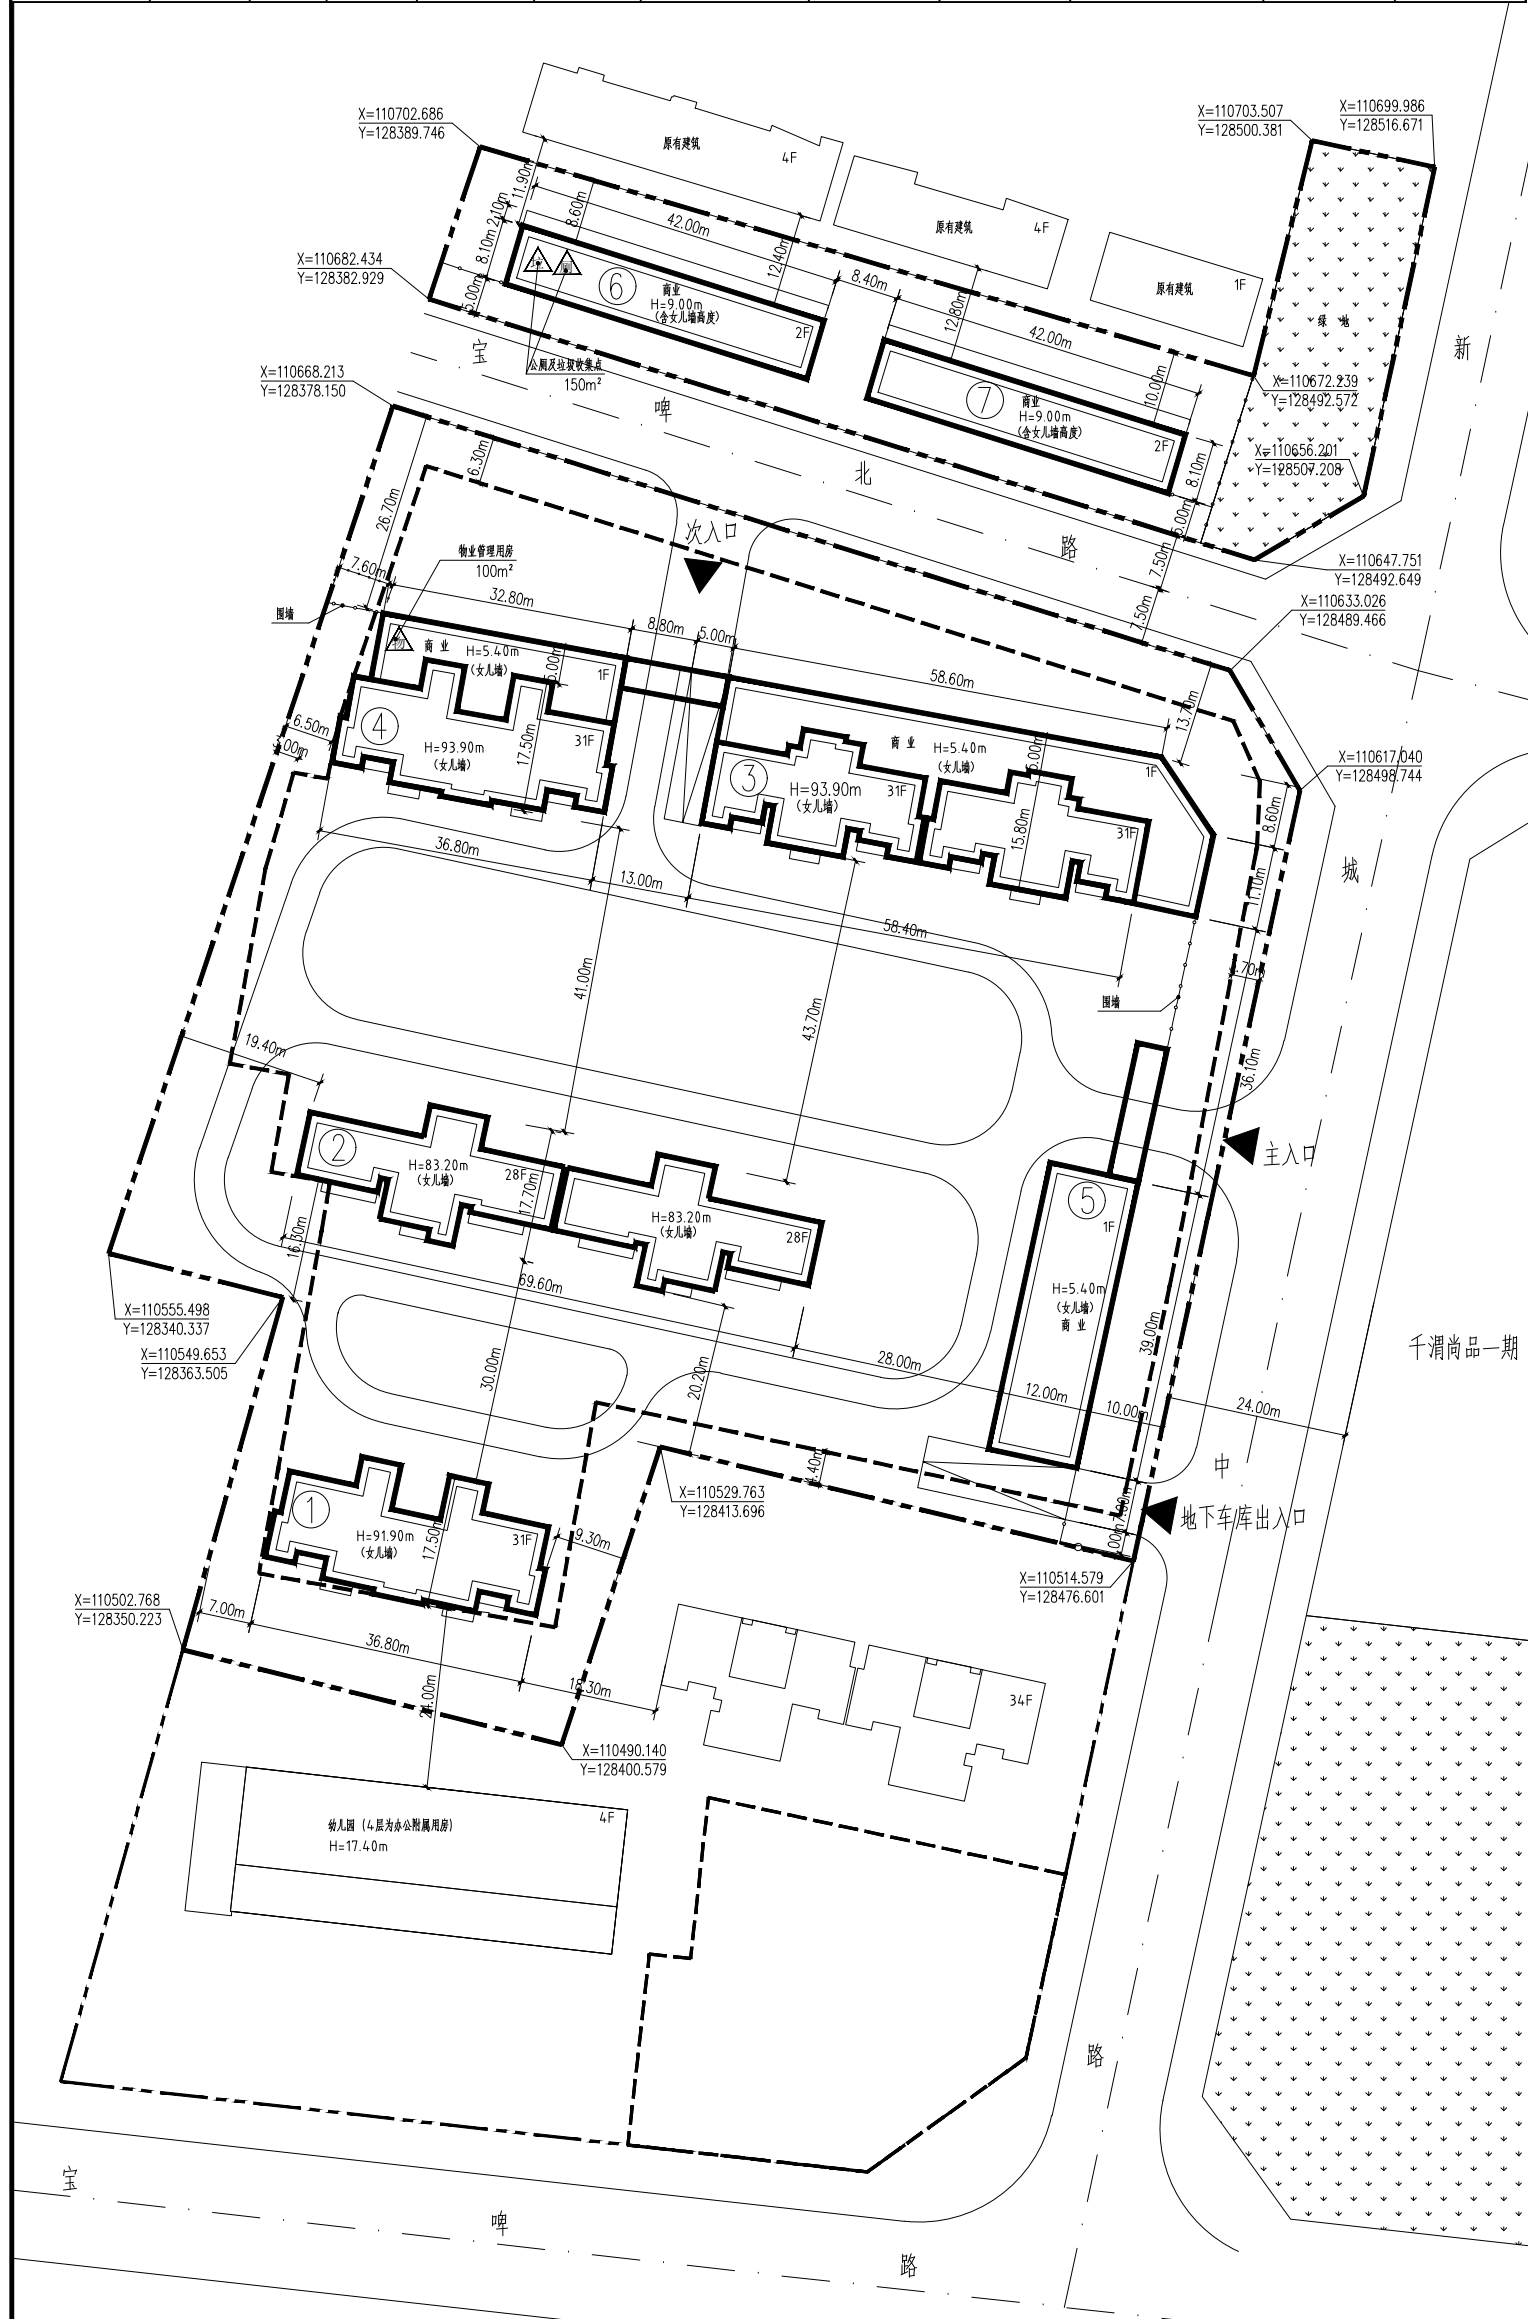 X=110702.686
Y=128389.746
X=110703.507
Y=128500.381
X=110699.986
Y=128516.671
原有建筑
4F
11.90m
2.10m
8.60m
42.00m
12.40m
原有建筑
4F
8.10m
5.00m
X=110682.434
Y=128382.929
垃
厕
⑥
商业
H=9.00m
(含女儿墙高度)
2F
8.40m
12.80m
42.00m
原有建筑
1F
绿 地
新
宝
公厕及垃圾收集点
150m²
10.00m
X=110672.239
Y=128492.572
X=110668.213
Y=128378.150
啤
⑦
商业
H=9.00m
(含女儿墙高度)
2F
8.10m
5.00m
X=110656.201
Y=128507.208
6.30m
26.70m
北
次入口
路
7.50m
7.50m
X=110647.751
Y=128492.649
物业管理用房
100m²
7.60m
32.80m
围墙
8.80m
5.00m
X=110633.026
Y=128489.466
物
商 业
H=5.40m
(女儿墙)
1F
58.60m
13.70m
6.50m
④
H=93.90m
(女儿墙)
17.50m
31F
商 业
H=5.40m
(女儿墙)
1F
③
H=93.90m
(女儿墙)
31F
X=110617.040
Y=128498.744
15.80m
31F
8.60m
36.80m
13.00m
城
11.10m
58.40m
41.00m
43.70m
围墙
19.40m
36.10m
②
H=83.20m
(女儿墙)
28F
17.70m
主入口
⑤
1F
H=83.20m
(女儿墙)
28F
16.30m
69.60m
H=5.40m
(女儿墙)
商 业
X=110555.498
Y=128340.337
X=110549.653
Y=128363.505
30.00m
20.20m
28.00m
39.00m
12.00m
10.00m
24.00m
千渭尚品一期
4.40m
中
X=110529.763
Y=128413.696
7.00m
地下车库出入口
①
H=91.90m
(女儿墙)
17.50m
31F
9.30m
X=110514.579
Y=128476.601
X=110502.768
Y=128350.223
7.00m
36.80m
18.30m
24.00m
34F
X=110490.140
Y=128400.579
幼儿园 (4层为办公附属用房)
H=17.40m
4F
路
宝
啤
路